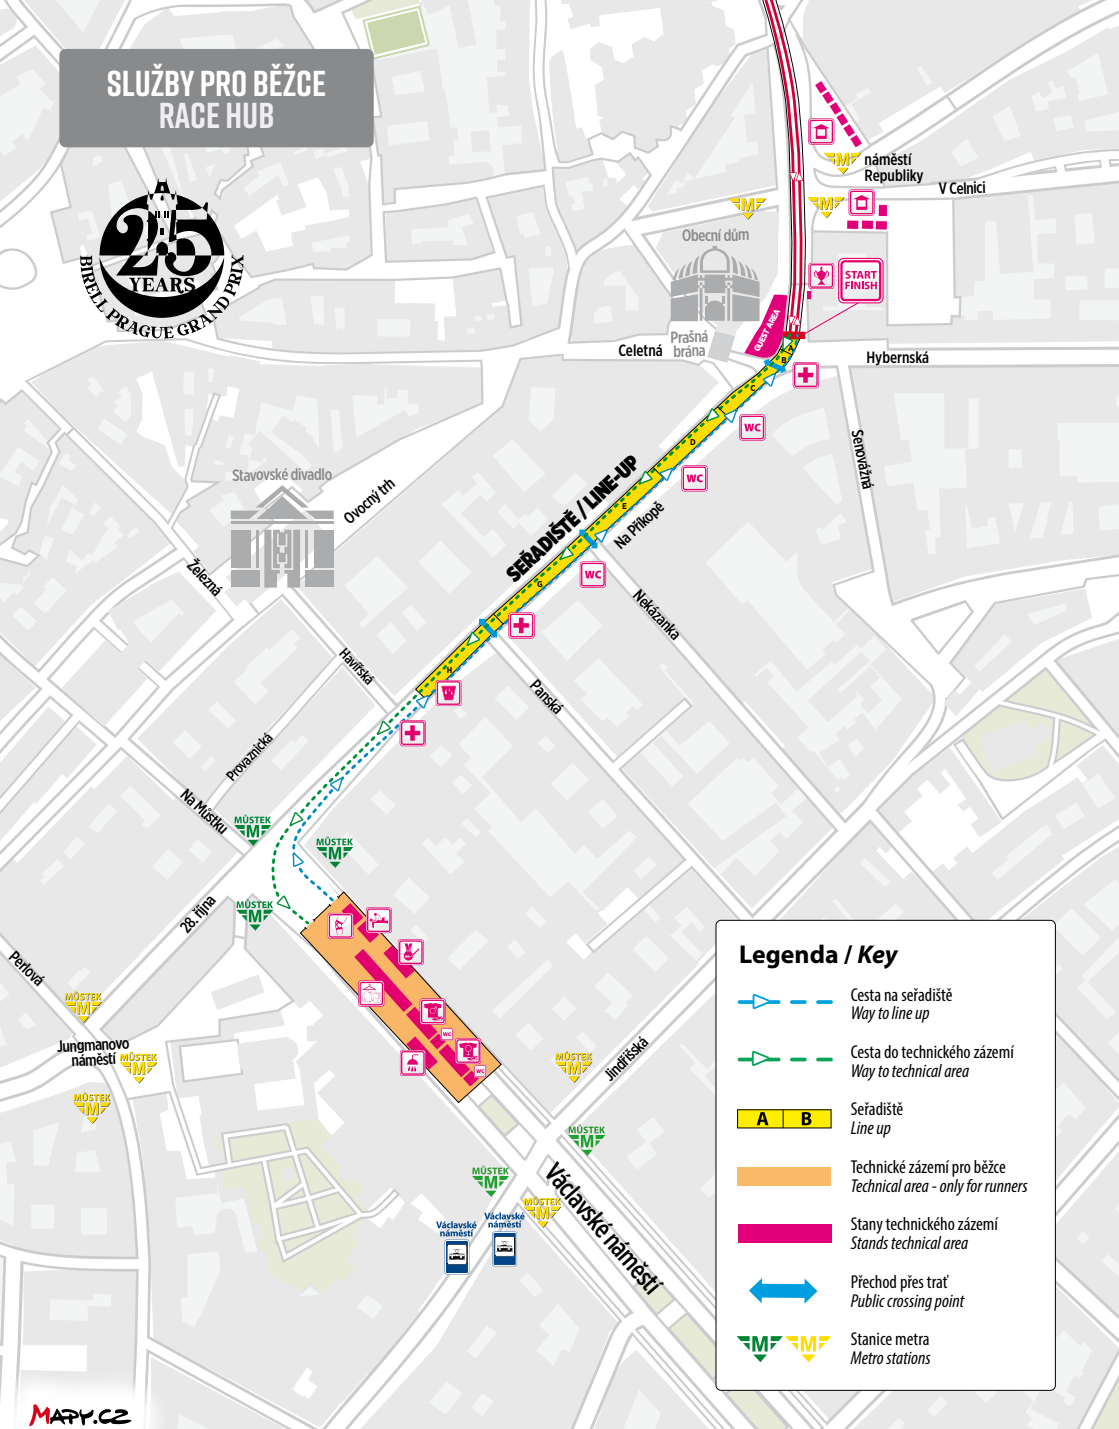 SLUŽBY PRO BĚŽCE
RACE HUB
25
YEARS
BIRELL PRAGUE GRAND PRIX
M
náměstí
Republiky
V Celnici
M
M
Obecní dům
START
FINISH
GUEST AREA
Prašná
brána
Celetná
Hybernská
A
B
C
WC
D
WC
E
Senovážná
Stavovské divadlo
Ovocný trh
SEŘADIŠTĚ / LINE-UP
Na Příkopě
WC
G
Železná
Nekázanka
Havířská
H
Panská
Provaznická
Na Můstku
MŮSTEK
M
MŮSTEK
M
28. října
MŮSTEK
M
Perlová
MŮSTEK
M
WC
WC
Jungmanovo
náměstí
MŮSTEK
M
MŮSTEK
M
MŮSTEK
M
Jindřišská
MŮSTEK
M
MŮSTEK
M
MŮSTEK
M
Václavské
náměstí
Václavské
náměstí
Václavské náměstí
Legenda / Key
Cesta na seřadiště
Way to line up
Cesta do technického zázemí
Way to technical area
A B
Seřadiště
Line up
Technické zázemí pro běžce
Technical area - only for runners
Stany technického zázemí
Stands technical area
Přechod přes trať
Public crossing point
M M
Stanice metra
Metro stations
MAPY.CZ